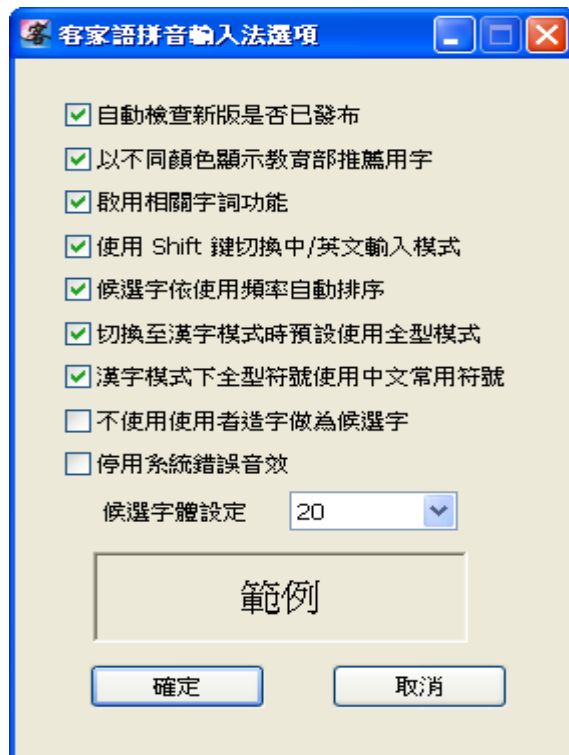 客
客家語拼音輸入法選項
自動檢查新版是否已發布
以不同顏色顯示教育部推薦用字
啟用相關字詞功能
使用 Shift 鍵切換中/英文輸入模式
候選字依使用頻率自動排序
切換至漢字模式時預設使用全型模式
漢字模式下全型符號使用中文常用符號
不使用使用者造字做為候選字
停用系統錯誤音效
候選字體設定 20
範例
確定 取消